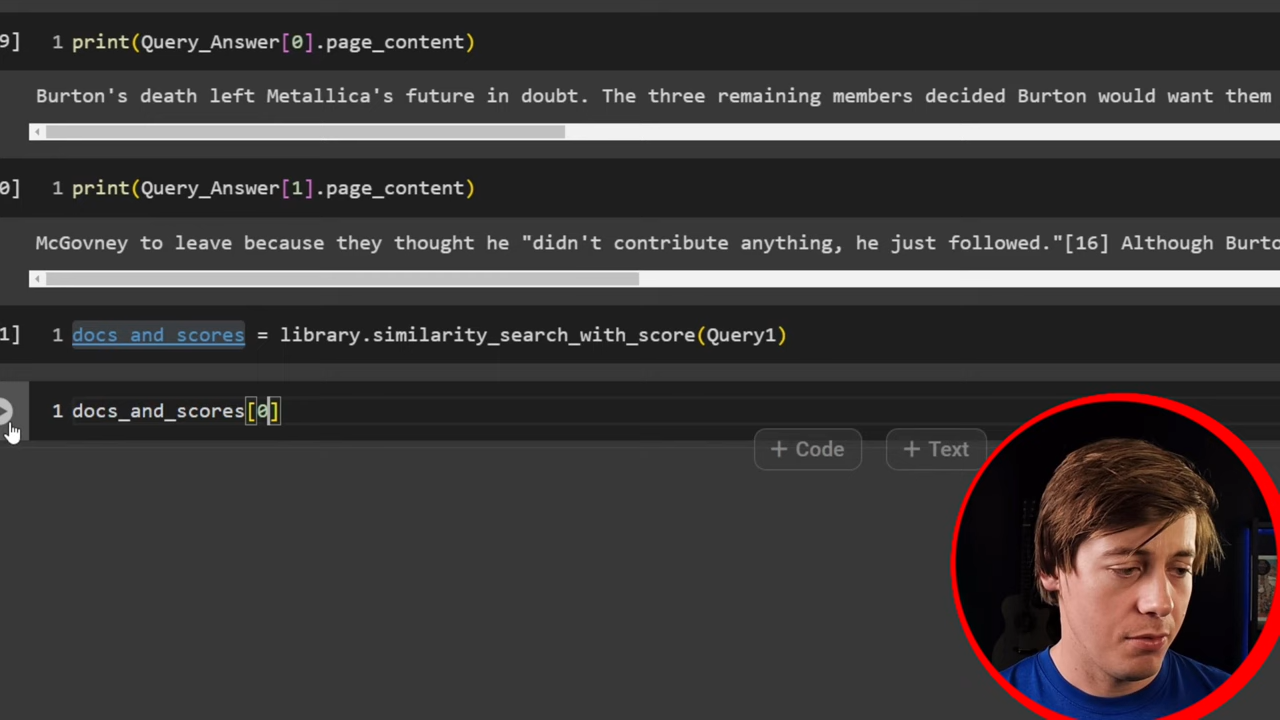 9] 1 print(Query_Answer[0].page_content)
Burton's death left Metallica's future in doubt. The three remaining members decided Burton would want them
0] 1 print(Query_Answer[1].page_content)
McGovney to leave because they thought he "didn't contribute anything, he just followed."[16] Although Burto
1] 1 docs_and_scores = library.similarity_search_with_score(Query1)
1 docs_and_scores[0]
+ Code + Text